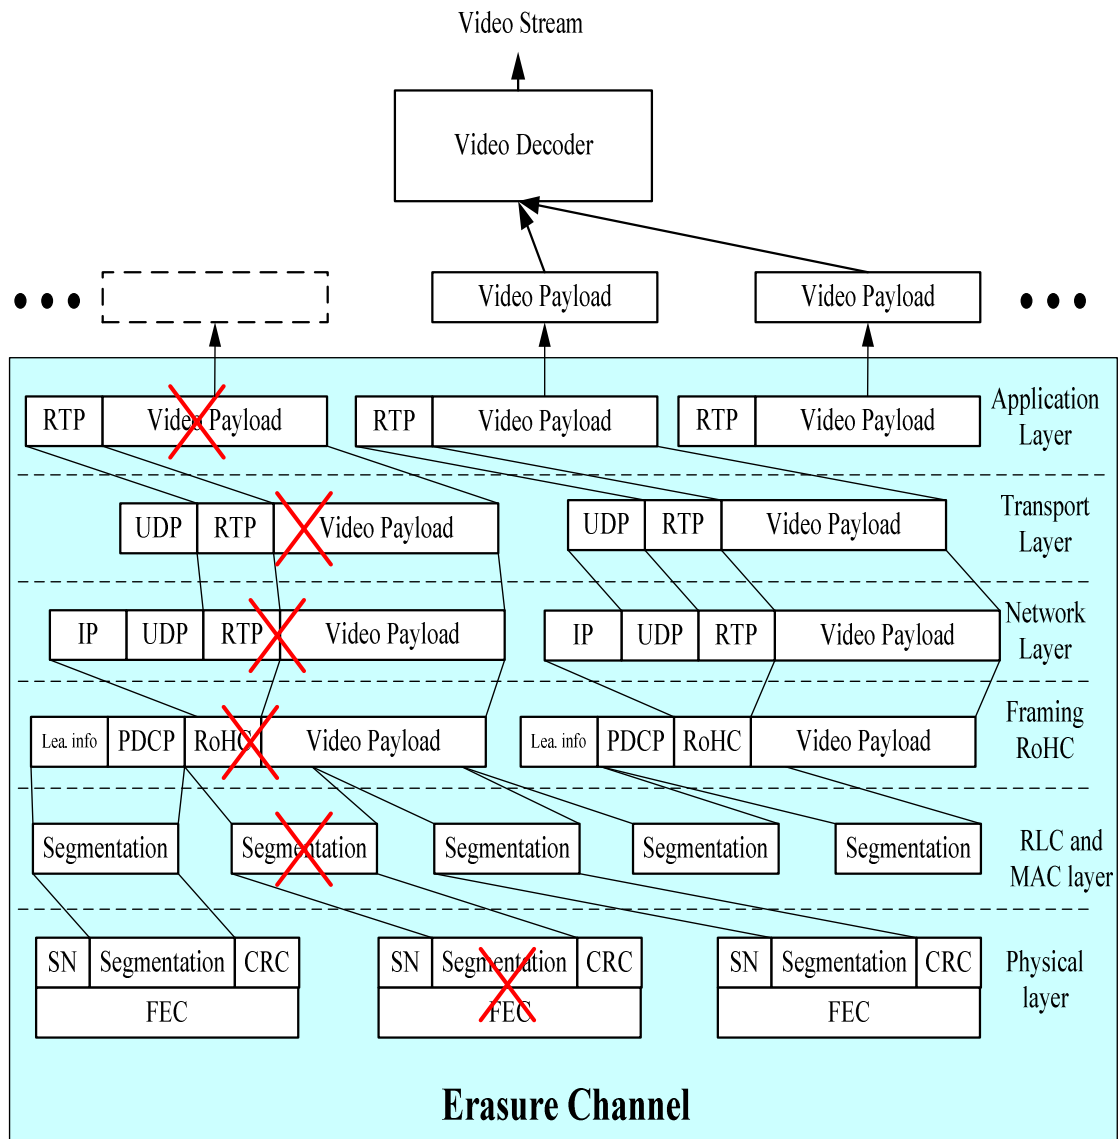 Video Stream
Video Decoder
Video Payload
Video Payload
RTP
Video Payload
RTP
Video Payload
RTP
Video Payload
Application
Layer
UDP
RTP
Video Payload
UDP
RTP
Video Payload
Transport
Layer
IP
UDP
RTP
Video Payload
IP
UDP
RTP
Video Payload
Network
Layer
Lea. info
PDCP
RoHC
Video Payload
Lea. info
PDCP
RoHC
Video Payload
Framing
RoHC
Segmentation
Segmentation
Segmentation
Segmentation
Segmentation
RLC and
MAC layer
SN
Segmentation
CRC
FEC
SN
Segmentation
CRC
FEC
SN
Segmentation
CRC
FEC
Physical
layer
Erasure Channel